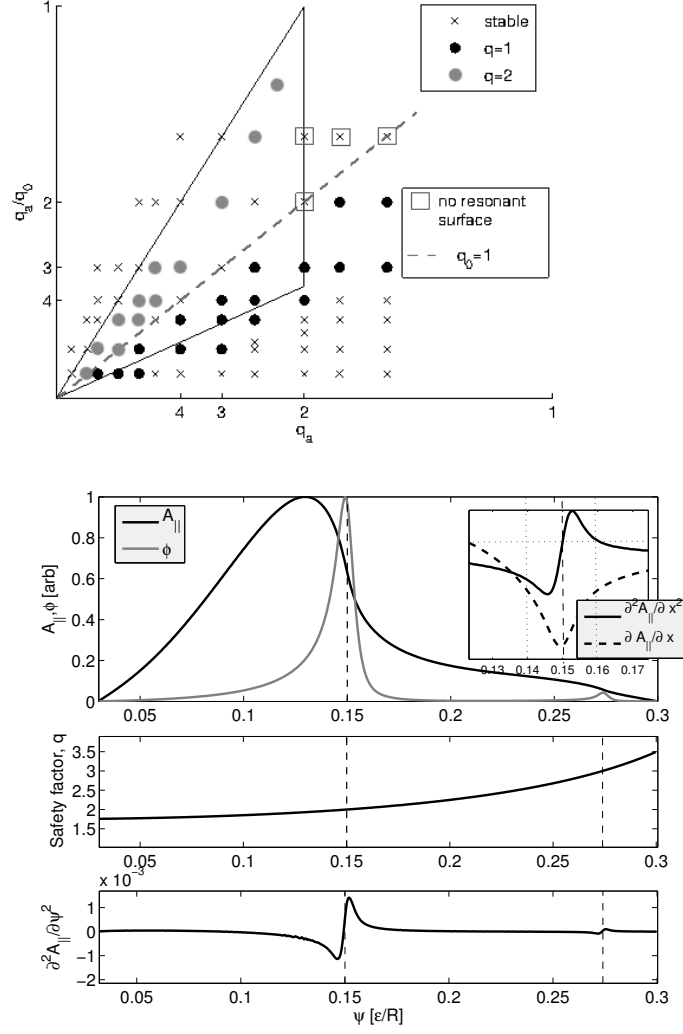 1
stable
q=1
q=2
q_a/q_0
2
no resonant
surface
q_0=1
3
4
4 3 2 1
q_a
1
A_||
ϕ
0.8
0.6
0.4
0.2
0
A_||,ϕ [arb]
∂²A_||/∂ x²
∂ A_||/∂ x
0.13 0.14 0.15 0.16 0.17
0.05 0.1 0.15 0.2 0.25 0.3
Safety factor, q
3.5
3
2.5
2
1.5
0.05 0.1 0.15 0.2 0.25 0.3
x 10⁻³
∂²A_||/∂ψ²
1
0
−1
−2
0.05 0.1 0.15 0.2 0.25 0.3
ψ [ε/R]